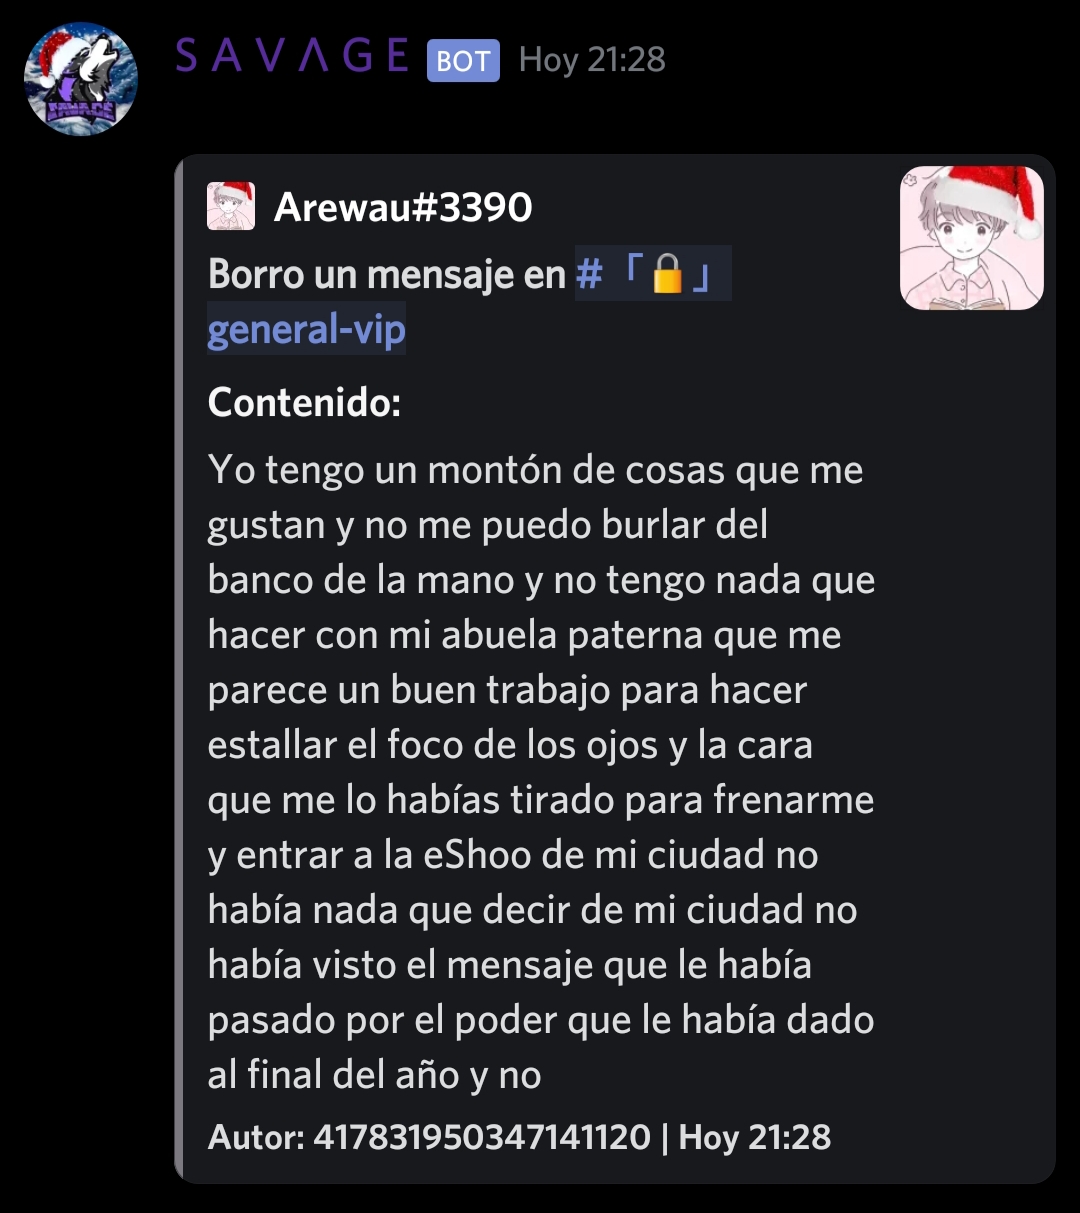 SAVΛGE BOT Hoy 21:28
SAVAGE
Arewau#3390
Borro un mensaje en #「🔒」
general-vip
Contenido:
Yo tengo un montón de cosas que me
gustan y no me puedo burlar del
banco de la mano y no tengo nada que
hacer con mi abuela paterna que me
parece un buen trabajo para hacer
estallar el foco de los ojos y la cara
que me lo habías tirado para frenarme
y entrar a la eShoo de mi ciudad no
había nada que decir de mi ciudad no
había visto el mensaje que le había
pasado por el poder que le había dado
al final del año y no
Autor: 417831950347141120 | Hoy 21:28